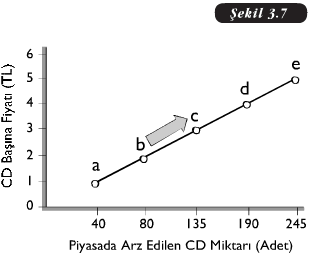 Şekil 3.7
CD Başına Fiyatı (TL)
6
5
4
3
2
1
0
a
b
c
d
e
40 80 135 190 245
Piyasada Arz Edilen CD Miktarı (Adet)